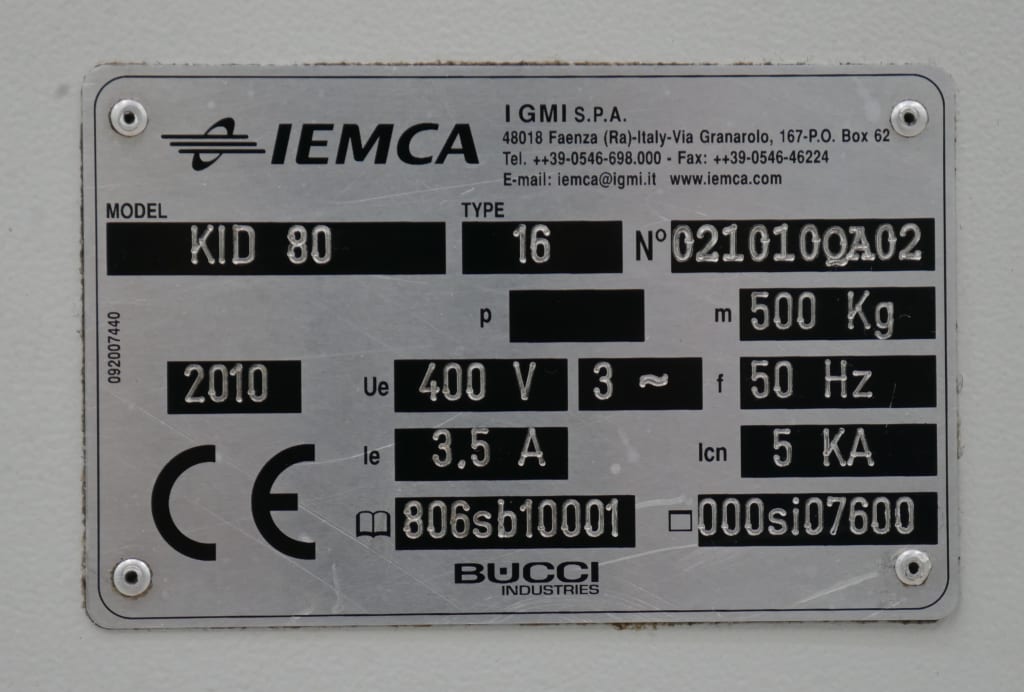 IEMCA
I GMI S.P.A.
48018 Faenza (Ra)-Italy-Via Granarolo, 167-P.O. Box 62
Tel. ++39-0546-698.000 - Fax: ++39-0546-46224
E-mail: iemca@igmi.it www.iemca.com
MODEL TYPE
KID 80 16 N° 021010QA02
p m 500 Kg
092007440
2010 Ue 400 V 3 ~ f 50 Hz
Ie 3.5 A Icn 5 KA
CE
806sb10001 000si07600
BUCCI
INDUSTRIES